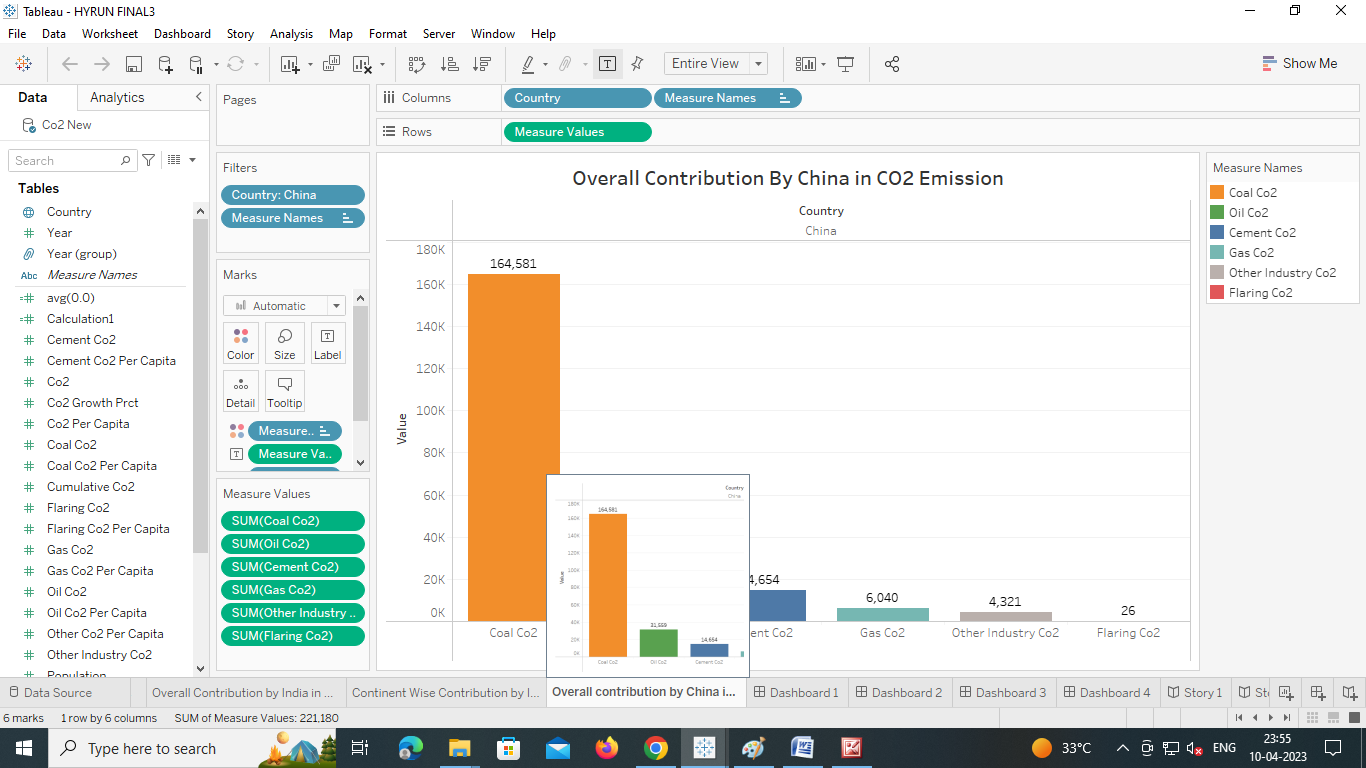 Tableau - HYRUN FINAL3
File Data Worksheet Dashboard Story Analysis Map Format Server Window Help
Entire View
Show Me
Data Analytics
Co2 New
Search
Tables
Country
Year
Year (group)
Abc Measure Names
avg(0.0)
Calculation1
Cement Co2
Cement Co2 Per Capita
Co2
Co2 Growth Prct
Co2 Per Capita
Coal Co2
Coal Co2 Per Capita
Cumulative Co2
Flaring Co2
Flaring Co2 Per Capita
Gas Co2
Gas Co2 Per Capita
Oil Co2
Oil Co2 Per Capita
Other Co2 Per Capita
Other Industry Co2
Population
Pages
Filters
Country: China
Measure Names
Marks
Automatic
Color Size Label
Detail Tooltip
Measure..
Measure Va..
Measure Values
SUM(Coal Co2)
SUM(Oil Co2)
SUM(Cement Co2)
SUM(Gas Co2)
SUM(Other Industry ..
SUM(Flaring Co2)
Columns Country Measure Names
Rows Measure Values
Overall Contribution By China in CO2 Emission
Country
China
180K
160K
140K
120K
100K
80K
60K
40K
20K
0K
Value
164,581
4,654
6,040
4,321
26
Coal Co2 ent Co2 Gas Co2 Other Industry Co2 Flaring Co2
Country
China
180K
160K
140K
120K
100K
80K
60K
40K
20K
0K
Value
164,581
31,559
14,654
Coal Co2 Oil Co2 Cement Co2
Measure Names
Coal Co2
Oil Co2
Cement Co2
Gas Co2
Other Industry Co2
Flaring Co2
Data Source Overall Contribution by India in ... Continent Wise Contribution by I... Overall contribution by China i... Dashboard 1 Dashboard 2 Dashboard 3 Dashboard 4 Story 1 St
6 marks 1 row by 6 columns SUM of Measure Values: 221,180
Type here to search
33°C
ENG
23:55
10-04-2023